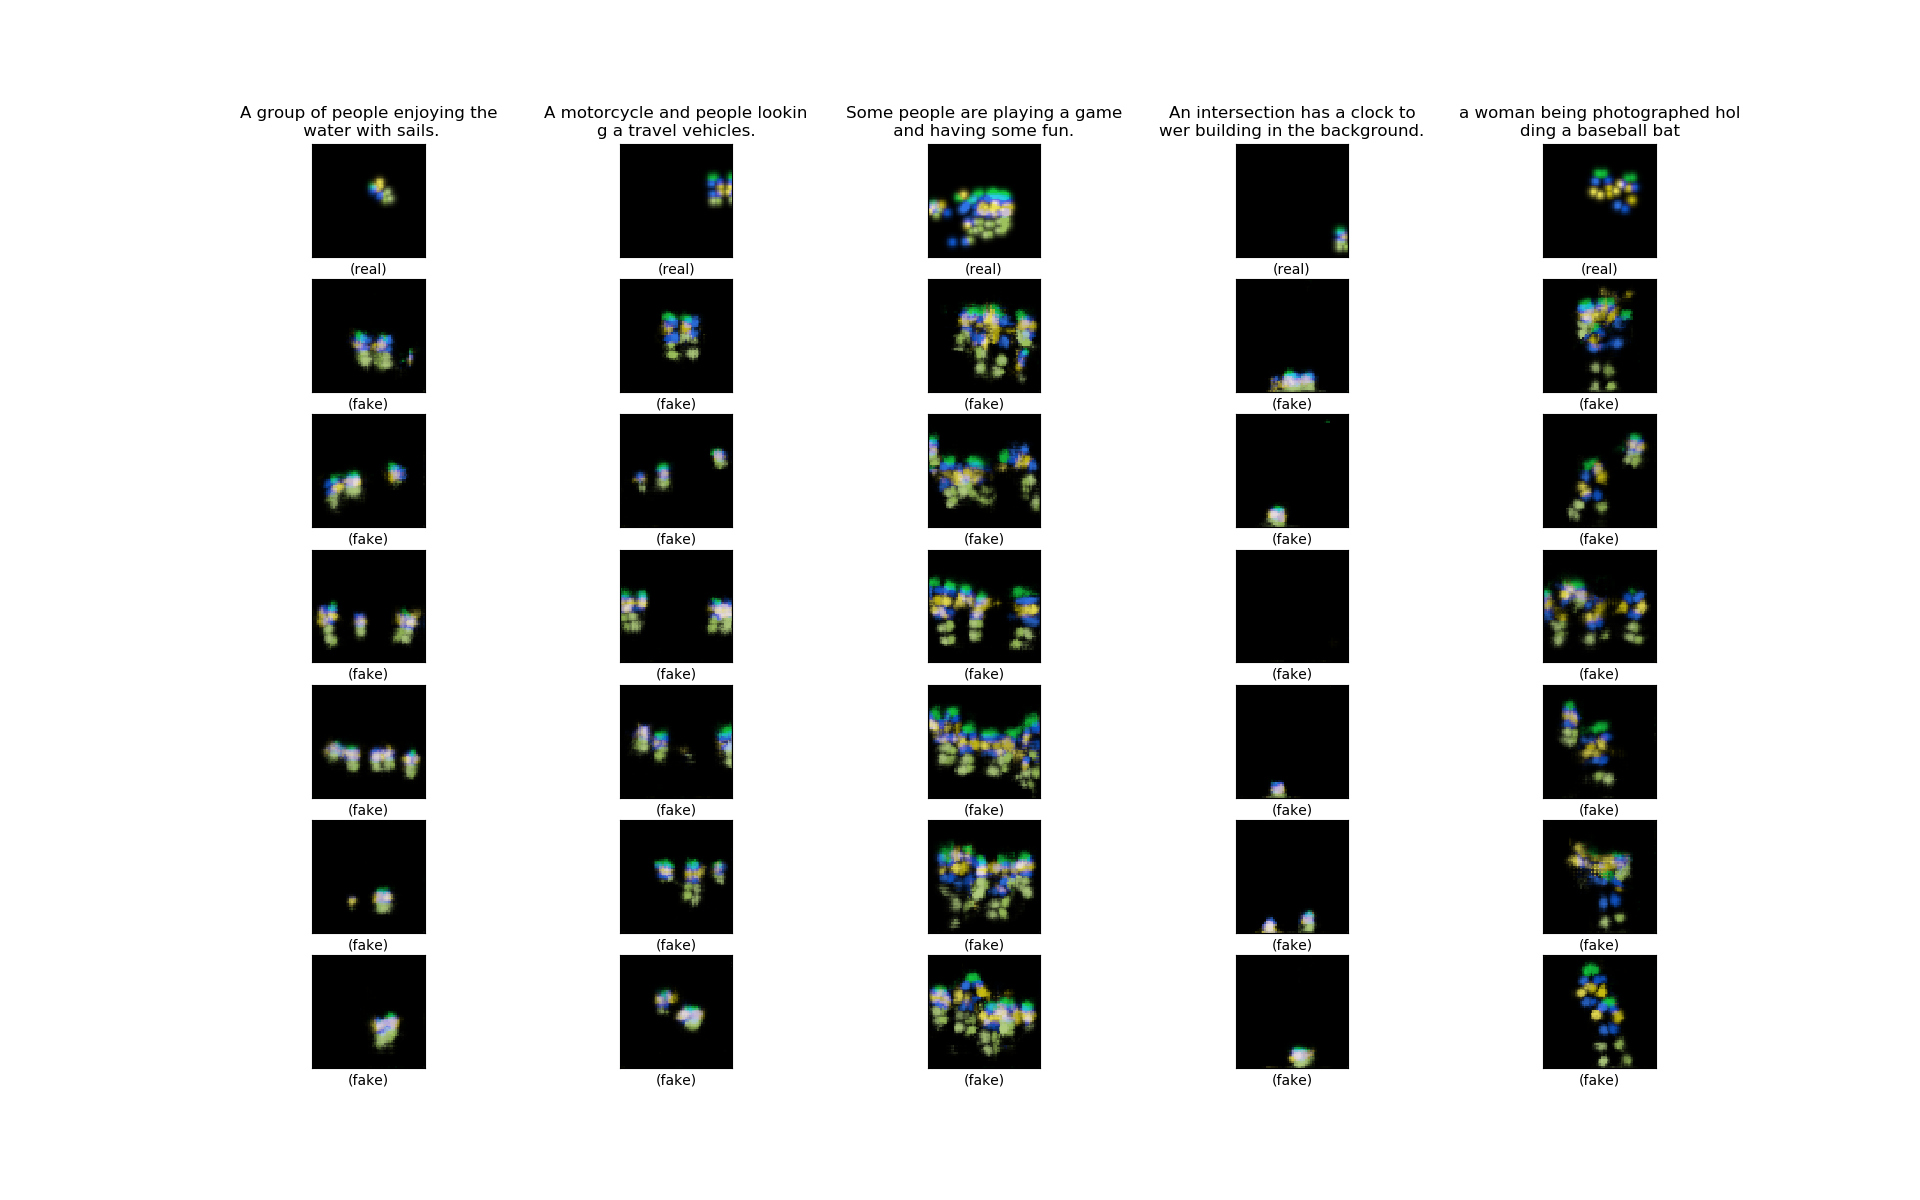 A group of people enjoying the
water with sails.
A motorcycle and people lookin
g a travel vehicles.
Some people are playing a game
and having some fun.
An intersection has a clock to
wer building in the background.
a woman being photographed hol
ding a baseball bat
(real) (real) (real) (real) (real)
(fake) (fake) (fake) (fake) (fake)
(fake) (fake) (fake) (fake) (fake)
(fake) (fake) (fake) (fake) (fake)
(fake) (fake) (fake) (fake) (fake)
(fake) (fake) (fake) (fake) (fake)
(fake) (fake) (fake) (fake) (fake)